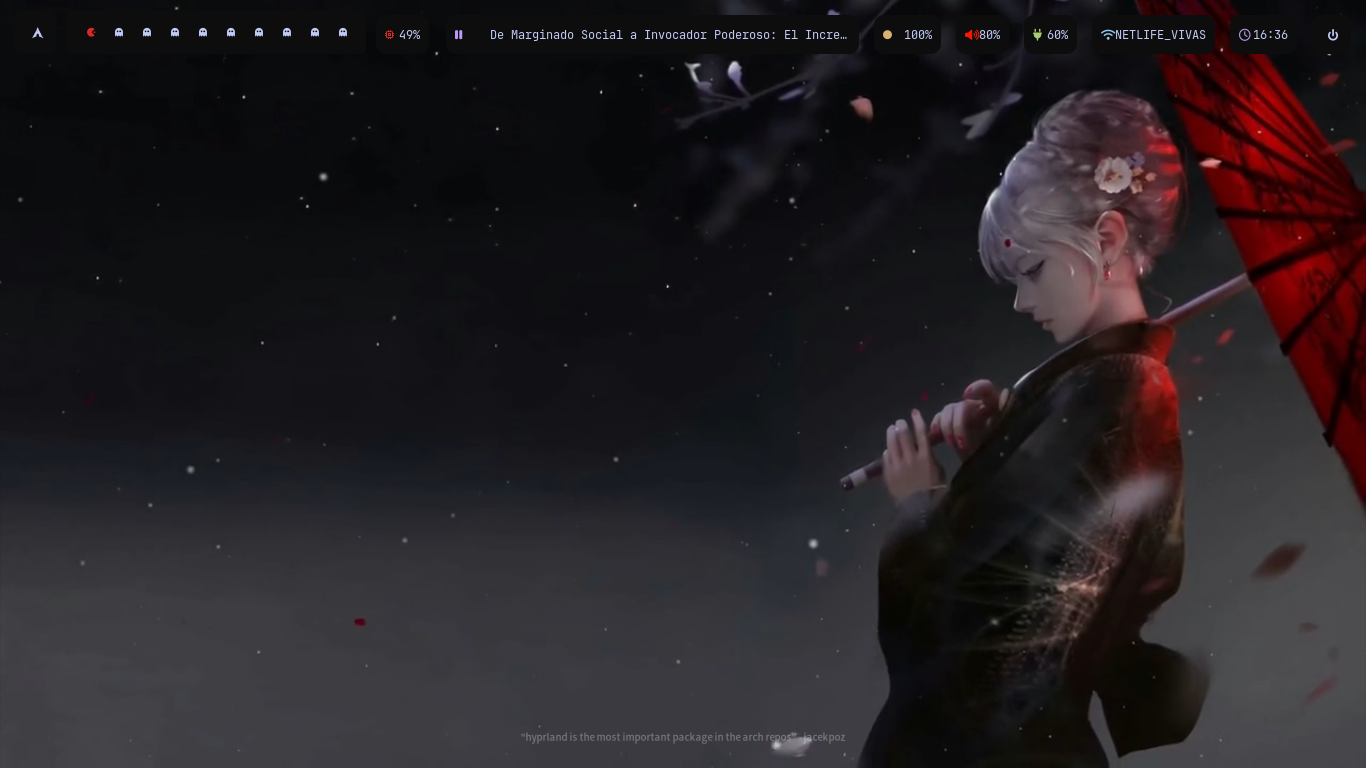 49% De Marginado Social a Invocador Poderoso: El Incre… 100% 80% 60% NETLIFE_VIVAS 16:36
"hyprland is the most important package in the arch repos" - jacekpoz